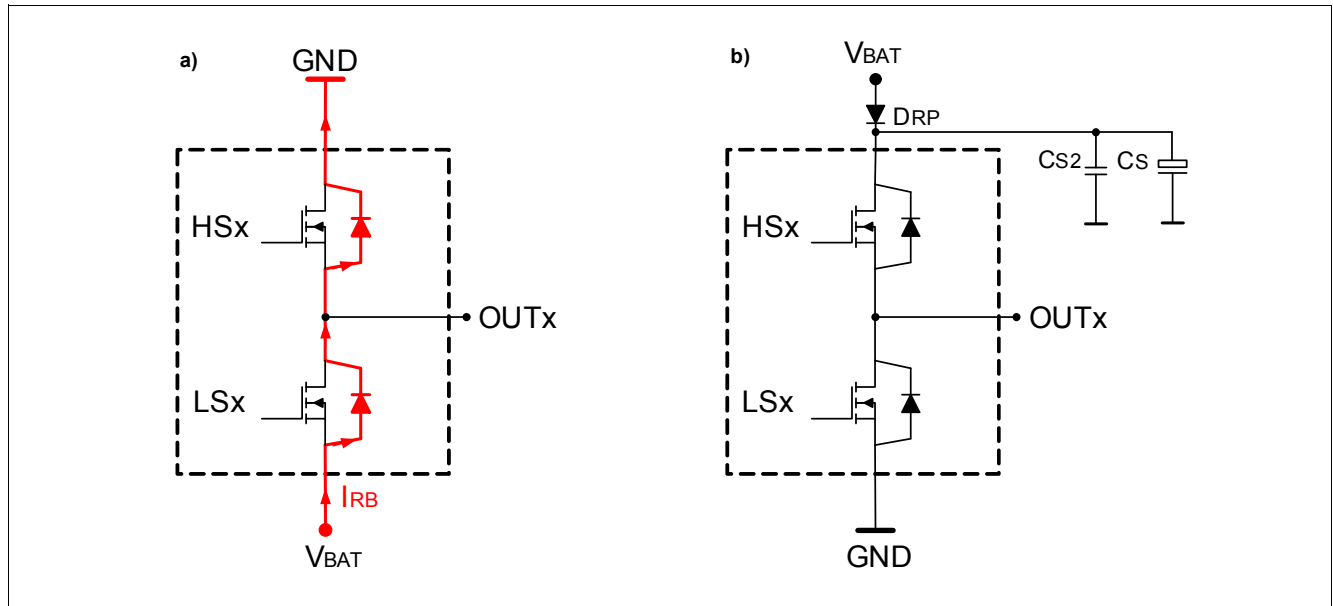 a)
GND
HSx
OUTx
LSx
IRB
VBAT
b)
VBAT
DRP
CS2
CS
HSx
OUTx
LSx
GND